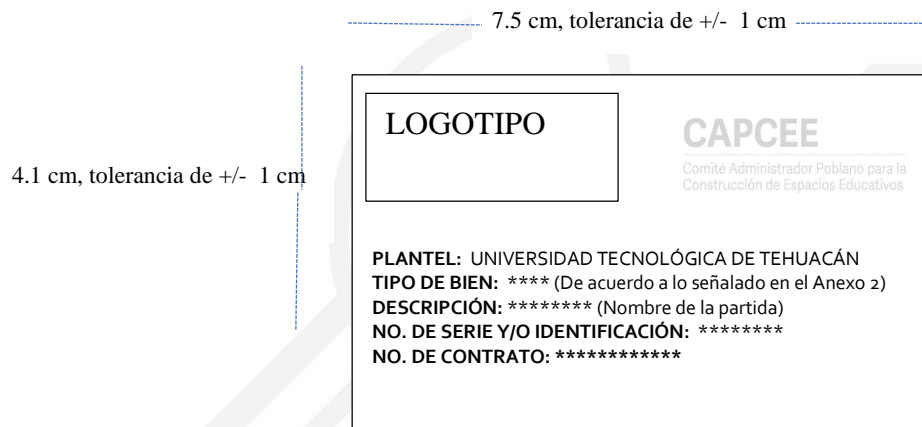 7.5 cm, tolerancia de +/- 1 cm
LOGOTIPO
CAPCEE
Comité Administrador Poblano para la
Construcción de Espacios Educativos
4.1 cm, tolerancia de +/- 1 cm
PLANTEL: UNIVERSIDAD TECNOLÓGICA DE TEHUACÁN
TIPO DE BIEN: **** (De acuerdo a lo señalado en el Anexo 2)
DESCRIPCIÓN: ******** (Nombre de la partida)
NO. DE SERIE Y/O IDENTIFICACIÓN: ********
NO. DE CONTRATO: ************